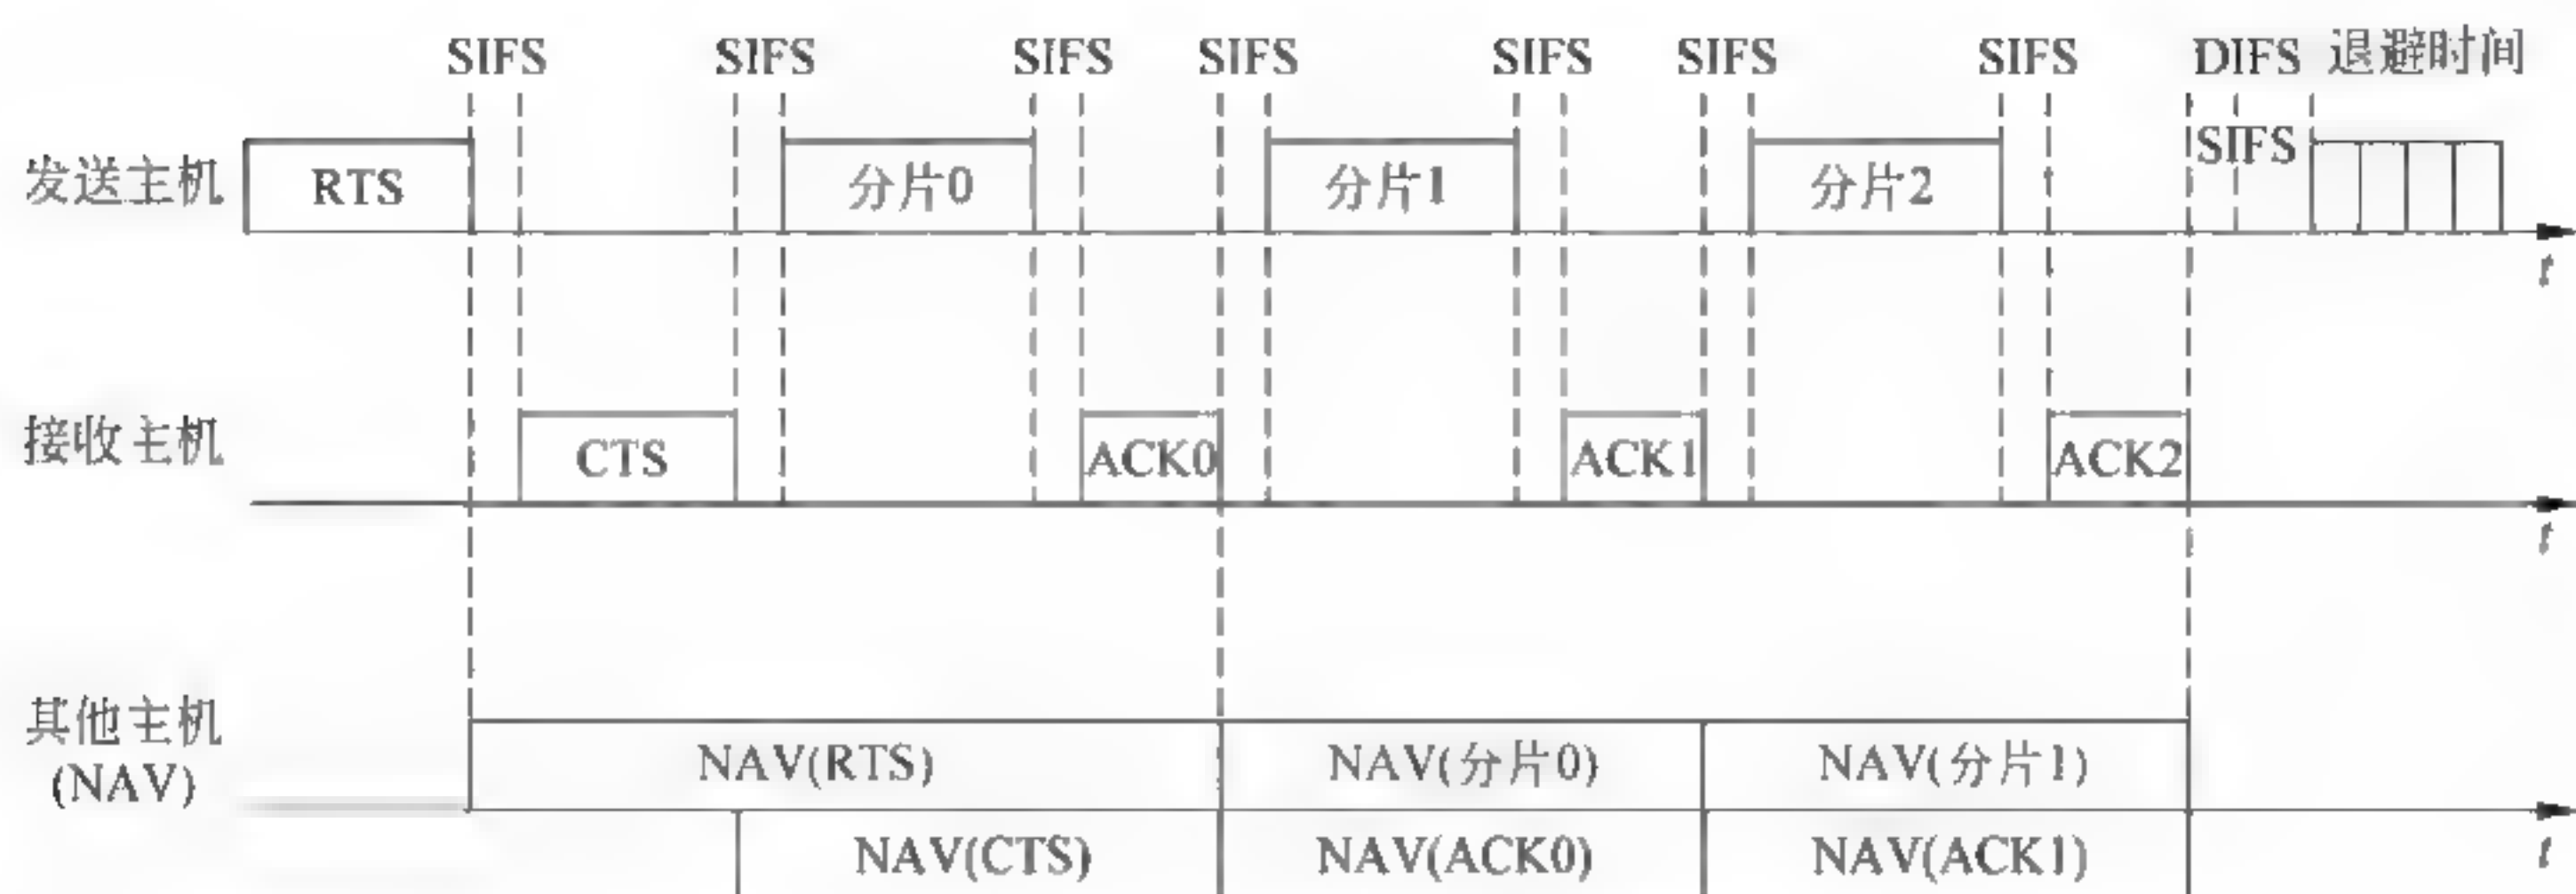 SIFS SIFS SIFS SIFS SIFS SIFS SIFS DIFS 退避时间
发送主机 RTS 分片0 分片1 分片2 SIFS
t
接收主机 CTS ACK0 ACK1 ACK2
t
其他主机
(NAV)
NAV(RTS) NAV(分片0) NAV(分片1)
NAV(CTS) NAV(ACK0) NAV(ACK1)
t